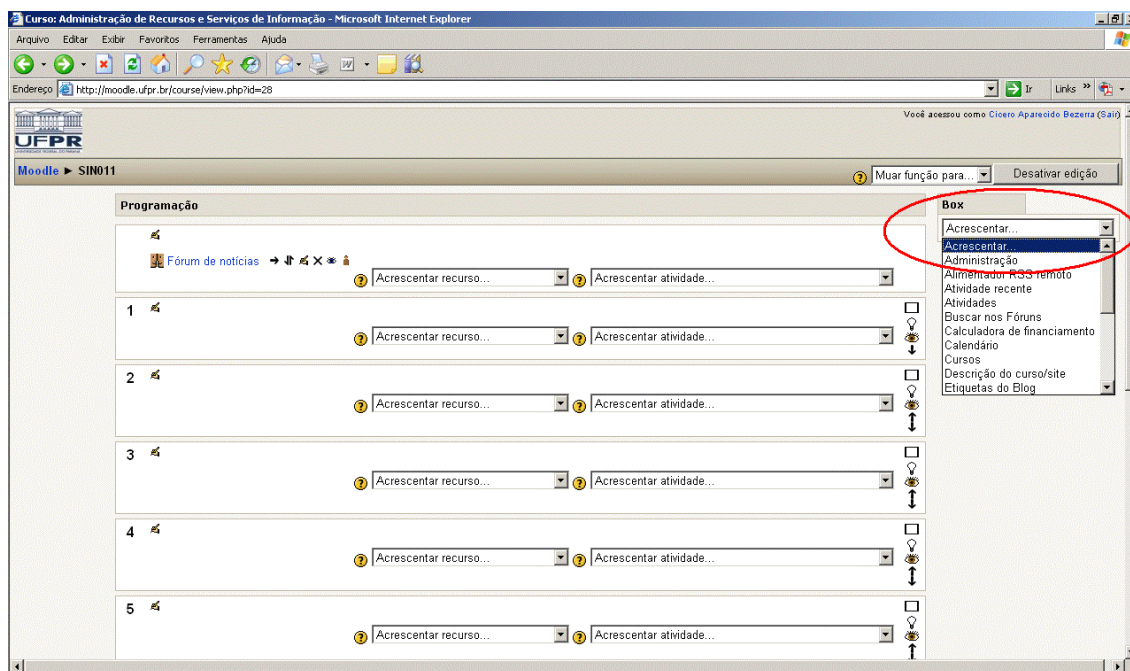 Curso: Administração de Recursos e Serviços de Informação - Microsoft Internet Explorer
Arquivo Editar Exibir Favoritos Ferramentas Ajuda
Endereço http://moodle.ufpr.br/course/view.php?id=28 Ir Links »
Você acessou como Cicero Aparecido Bezerra (Sair)
UFPR
Moodle ► SIN011
Muar função para... Desativar edição
Programação
Box
Acrescentar...
Acrescentar...
Administração
Alimentador RSS remoto
Atividade recente
Atividades
Buscar nos Fóruns
Calculadora de financiamento
Calendário
Cursos
Descrição do curso/site
Etiquetas do Blog
Fórum de notícias
Acrescentar recurso... Acrescentar atividade...
1
Acrescentar recurso... Acrescentar atividade...
2
Acrescentar recurso... Acrescentar atividade...
3
Acrescentar recurso... Acrescentar atividade...
4
Acrescentar recurso... Acrescentar atividade...
5
Acrescentar recurso... Acrescentar atividade...